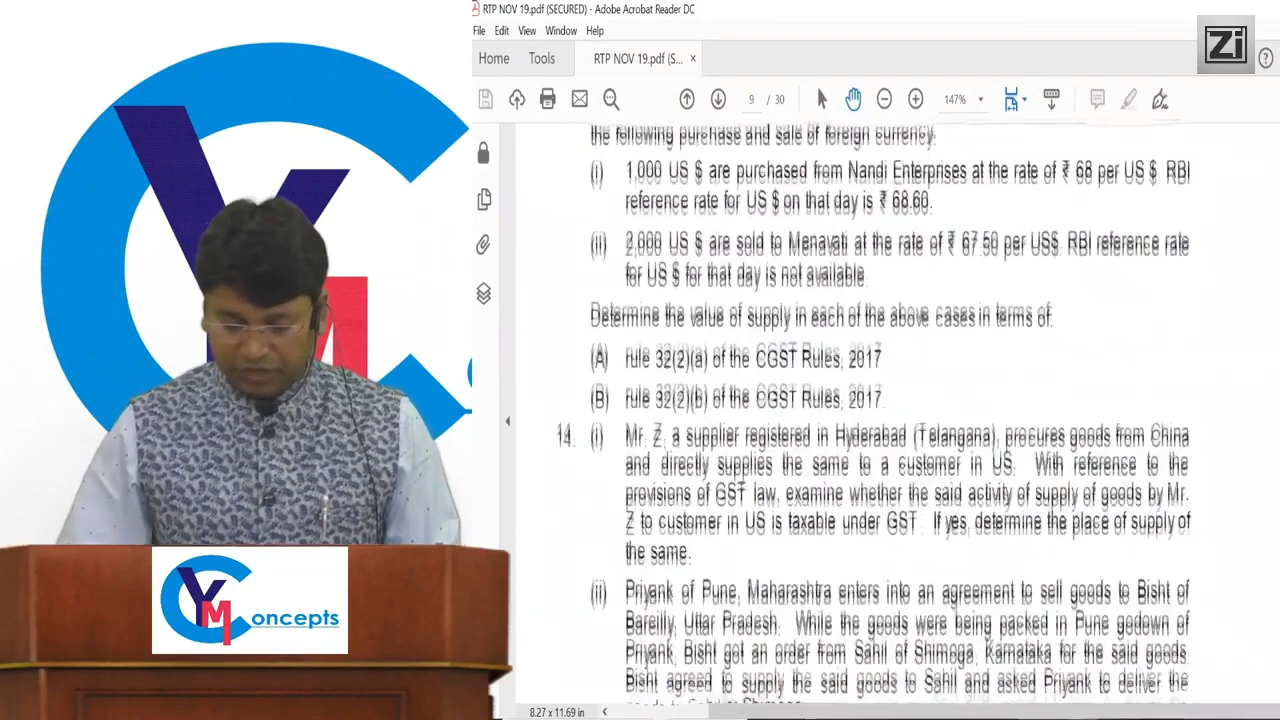 RTP NOV 19.pdf (SECURED) - Adobe Acrobat Reader DC
File Edit View Window Help
Home Tools RTP NOV 19.pdf (S... ×
9 / 30 147%
Zi
the following purchase and sale of foreign currency.
(i) 1,000 US $ are purchased from Nandi Enterprises at the rate of ₹ 68 per US $. RBI
reference rate for US $ on that day is ₹ 68.60.
(ii) 2,000 US $ are sold to Menavati at the rate of ₹ 67.50 per US$. RBI reference rate
for US $ for that day is not available.
Determine the value of supply in each of the above cases in terms of:
(A) rule 32(2)(a) of the CGST Rules, 2017
(B) rule 32(2)(b) of the CGST Rules, 2017.
14. (i) Mr. Z, a supplier registered in Hyderabad (Telangana), procures goods from China
and directly supplies the same to a customer in US. With reference to the
provisions of GST law, examine whether the said activity of supply of goods by Mr.
Z to customer in US is taxable under GST. If yes, determine the place of supply of
the same.
(ii) Priyank of Pune, Maharashtra enters into an agreement to sell goods to Bisht of
Bareilly, Uttar Pradesh. While the goods were being packed in Pune godown of
Priyank, Bisht got an order from Sahil of Shimoga, Karnataka for the said goods.
Bisht agreed to supply the said goods to Sahil and asked Priyank to deliver the
8.27 x 11.69 in
YM
Concepts